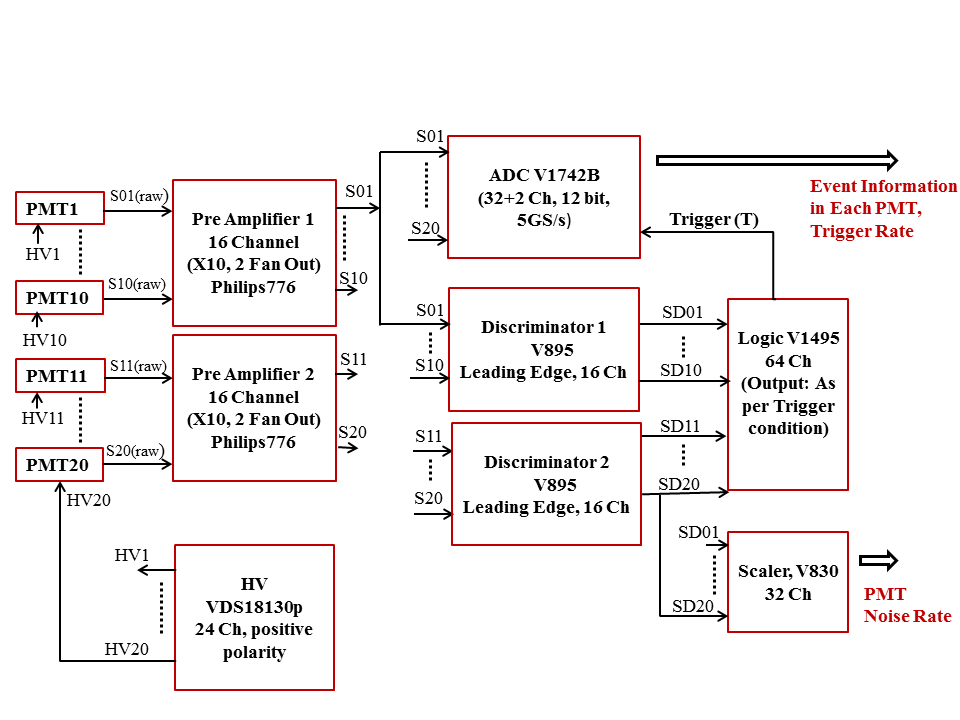 S01
ADC V1742B
(32+2 Ch, 12 bit,
5GS/s)
S20
Event Information
in Each PMT,
Trigger Rate
Trigger (T)
PMT1
S01(raw)
HV1
PMT10
S10(raw)
HV10
Pre Amplifier 1
16 Channel
(X10, 2 Fan Out)
Philips776
S01
S10
S01
S10
Discriminator 1
V895
Leading Edge, 16 Ch
SD01
SD10
Logic V1495
64 Ch
(Output: As
per Trigger
condition)
PMT11
S11(raw)
HV11
PMT20
S20(raw)
HV20
Pre Amplifier 2
16 Channel
(X10, 2 Fan Out)
Philips776
S11
S20
S11
S20
Discriminator 2
V895
Leading Edge, 16 Ch
SD11
SD20
HV1
HV20
HV
VDS18130p
24 Ch, positive
polarity
SD01
SD20
Scaler, V830
32 Ch
PMT
Noise Rate